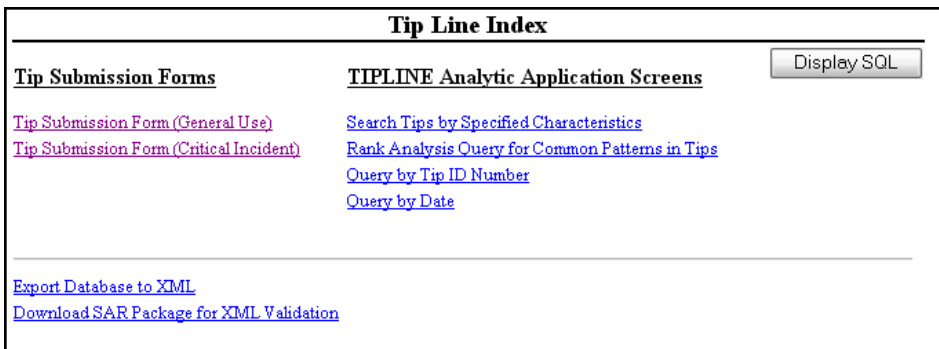 Tip Line Index
Display SQL
Tip Submission Forms
Tip Submission Form (General Use)
Tip Submission Form (Critical Incident)
TIPLINE Analytic Application Screens
Search Tips by Specified Characteristics
Rank Analysis Query for Common Patterns in Tips
Query by Tip ID Number
Query by Date
Export Database to XML
Download SAR Package for XML Validation